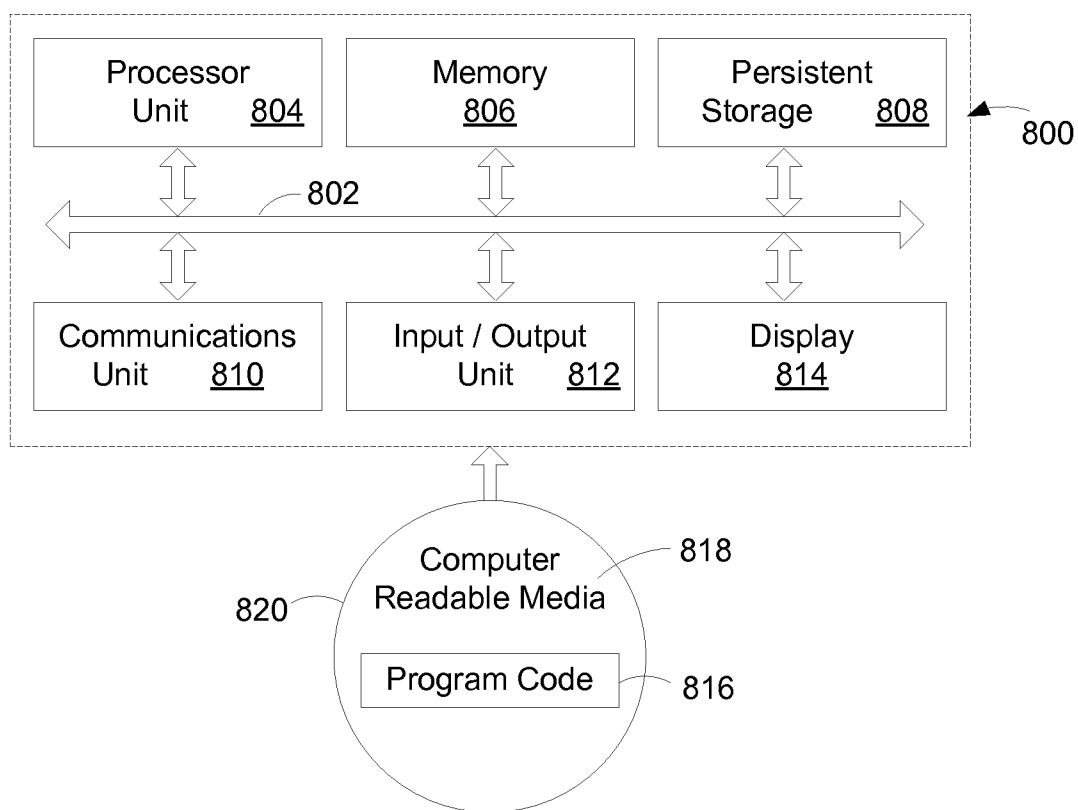 Processor
Unit 804
Memory
806
Persistent
Storage 808
800
802
Communications
Unit 810
Input / Output
Unit 812
Display
814
Computer
Readable Media
818
820
Program Code
816